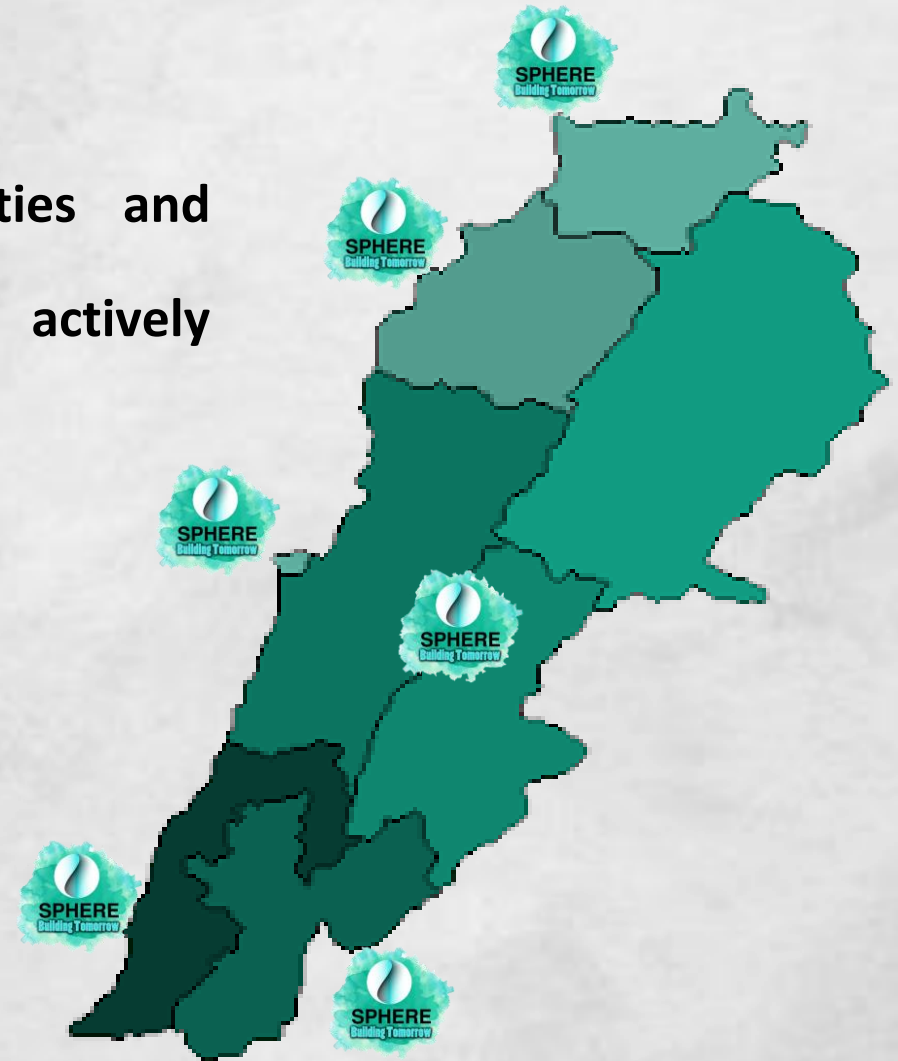 SPHERE
Building Tomorrow
ties and
SPHERE
Building Tomorrow
actively
SPHERE
Building Tomorrow
SPHERE
Building Tomorrow
SPHERE
Building Tomorrow
SPHERE
Building Tomorrow